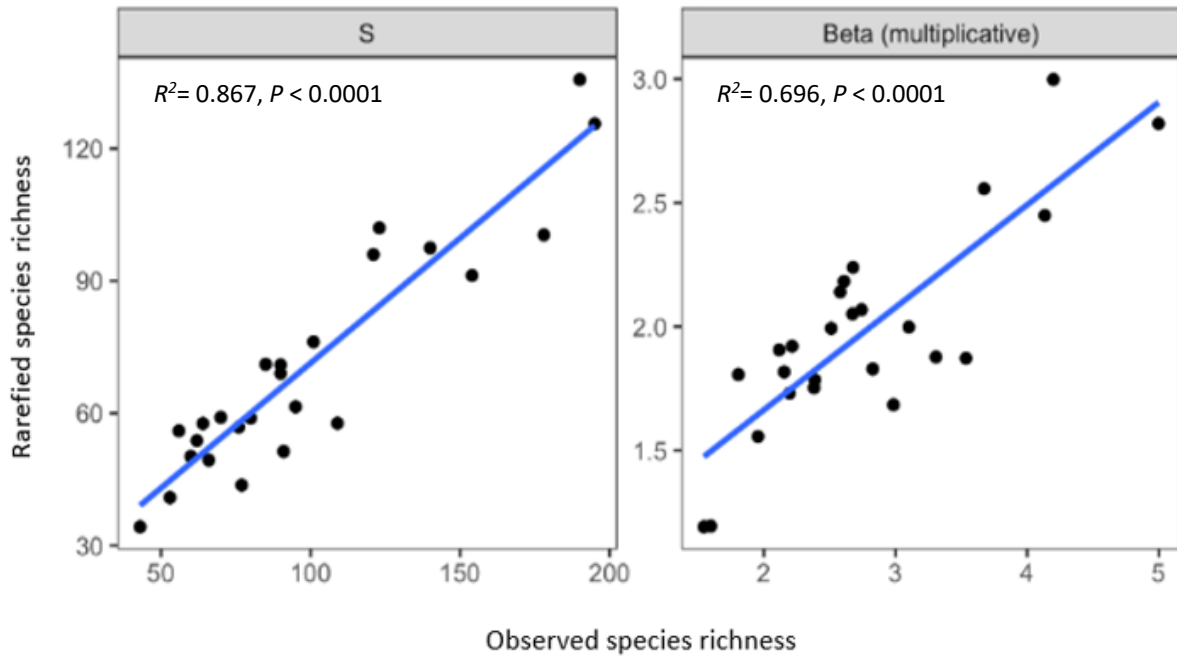 S
Beta (multiplicative)
R²= 0.867, P < 0.0001
R²= 0.696, P < 0.0001
Rarefied species richness
120
90
60
30
3.0
2.5
2.0
1.5
50 100 150 200
2 3 4 5
Observed species richness